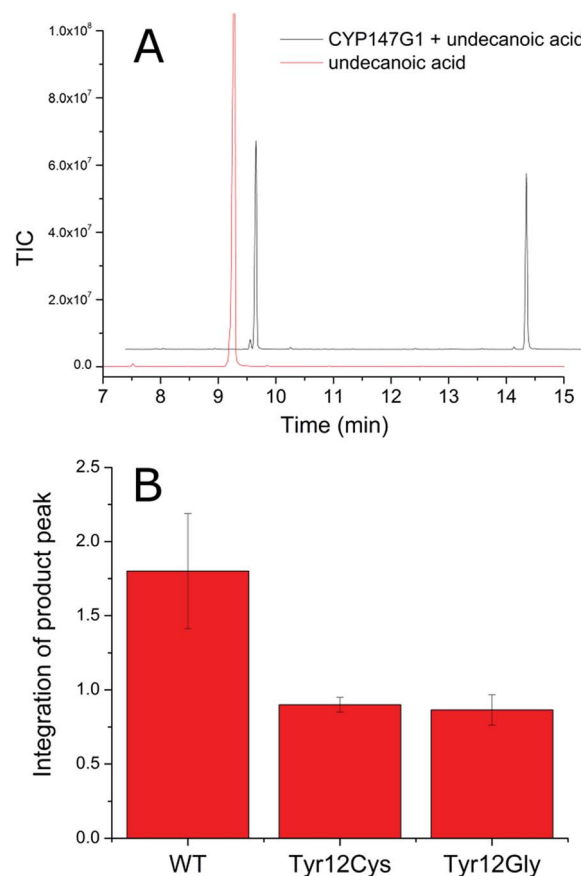 A
CYP147G1 + undecanoic acid
undecanoic acid
1.0x10⁸
8.0x10⁷
6.0x10⁷
4.0x10⁷
2.0x10⁷
0.0
TIC
7 8 9 10 11 12 13 14 15
Time (min)
B
2.5
2.0
1.5
1.0
0.5
0.0
Integration of product peak
WT Tyr12Cys Tyr12Gly